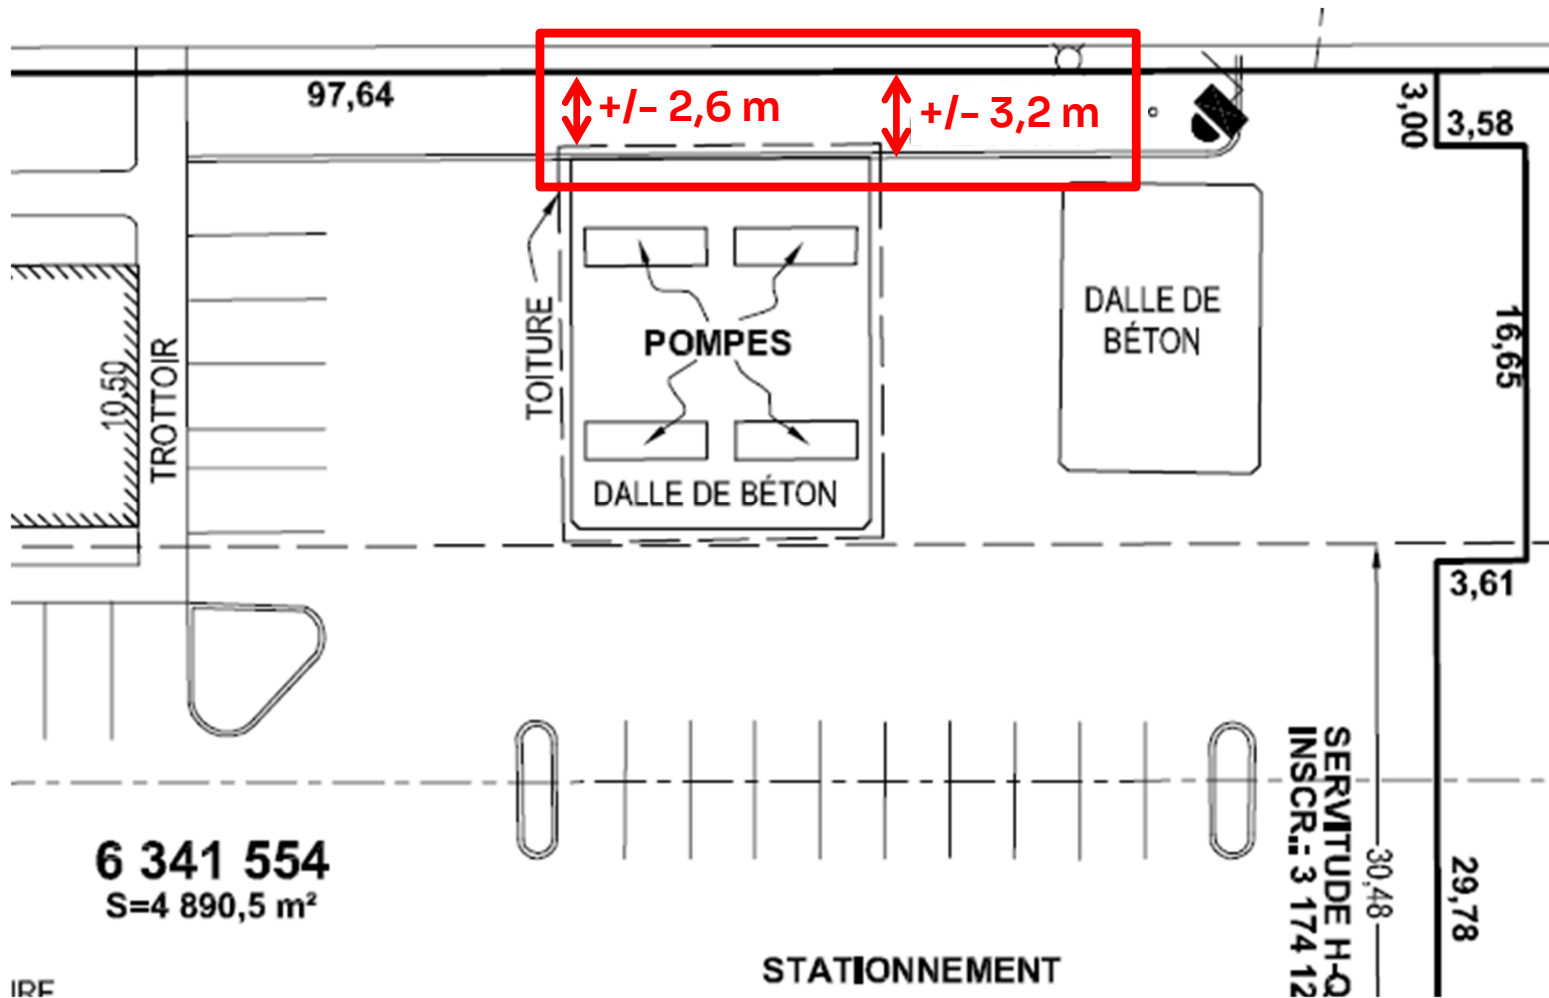 97,64
+/- 2,6 m
+/- 3,2 m
3,00
3,58
TOITURE
POMPES
DALLE DE
BÉTON
16,65
10,50
TROTTOIR
DALLE DE BÉTON
3,61
SERVITUDE H-Q
INSCR.: 3 174 12
30,48
29,78
6 341 554
S=4 890,5 m²
STATIONNEMENT